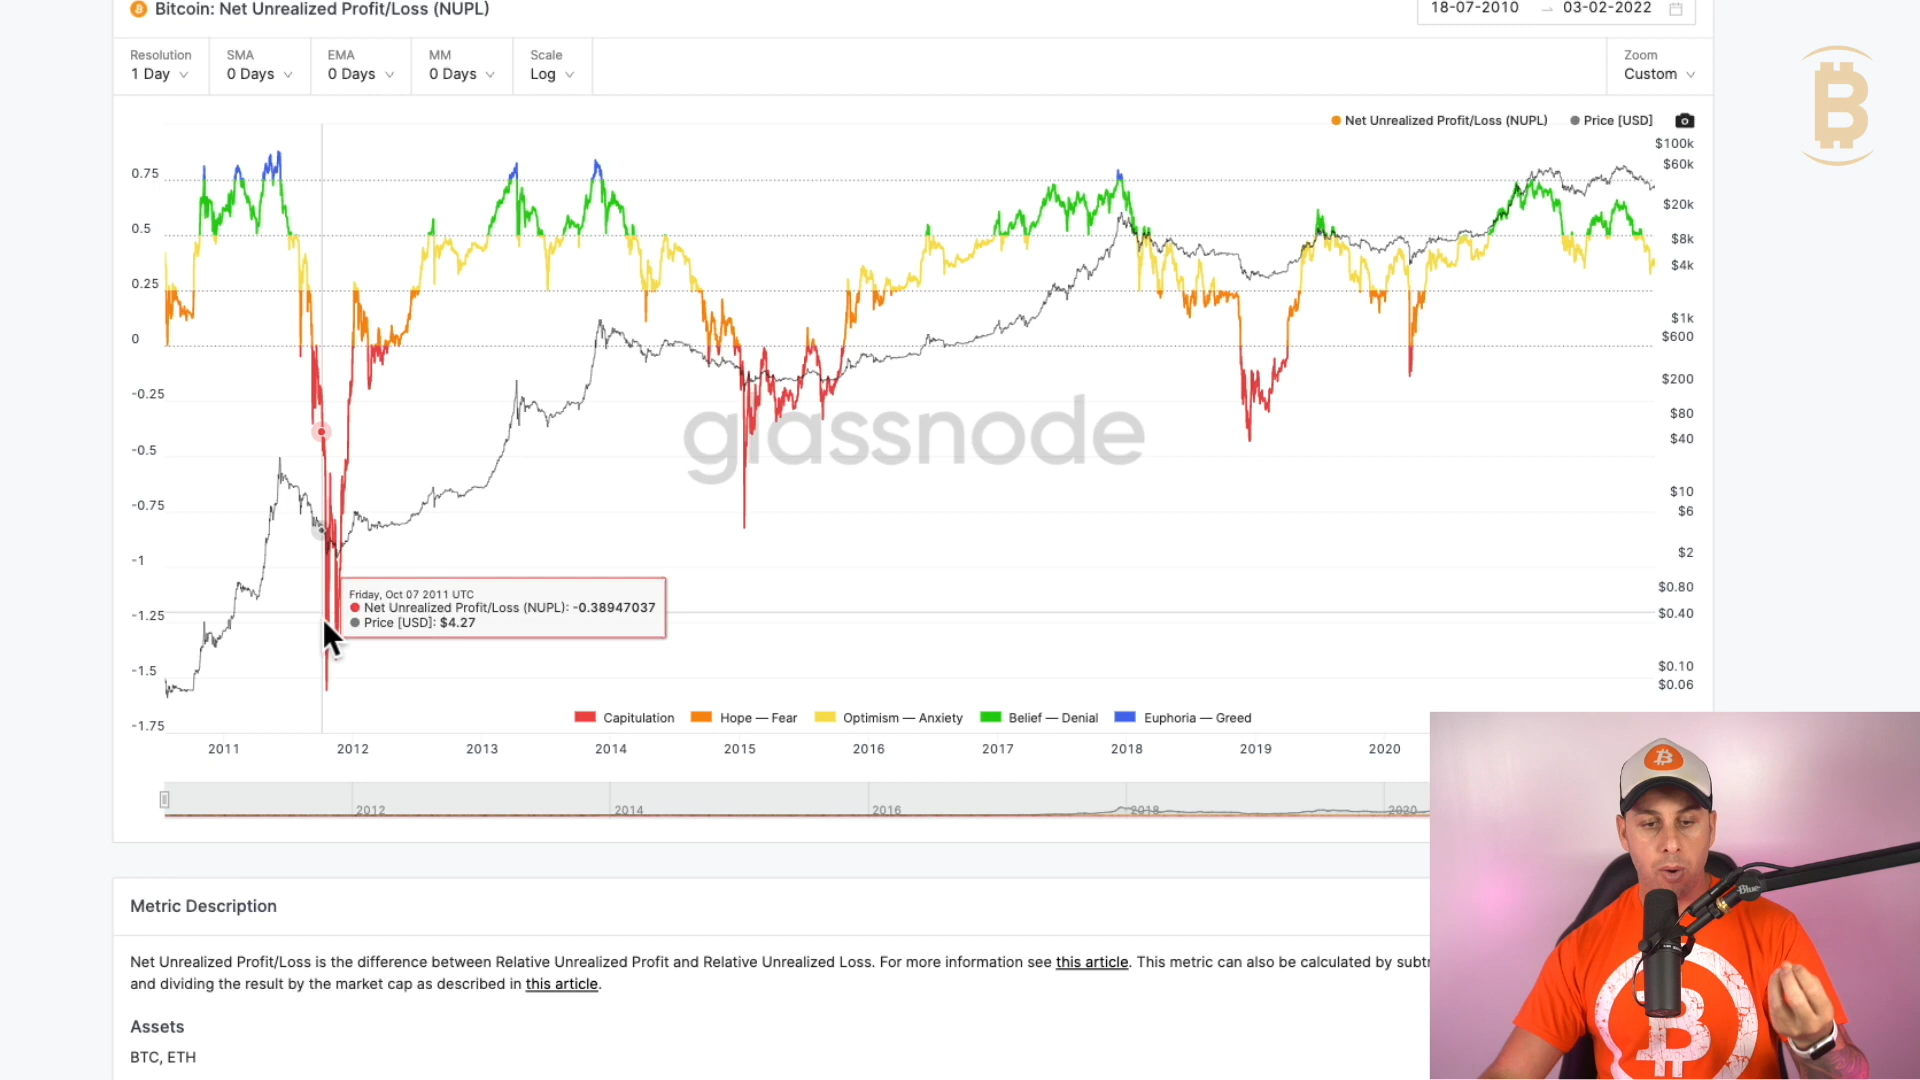 Bitcoin: Net Unrealized Profit/Loss (NUPL)
18-07-2010 → 03-02-2022
Resolution SMA EMA MM Scale Zoom
1 Day 0 Days 0 Days 0 Days Log Custom
Net Unrealized Profit/Loss (NUPL) Price [USD]
$100k
$60k
$20k
$8k
$4k
$1k
$600
$200
$80
$40
$10
$6
$2
$0.80
$0.40
$0.10
$0.06
0.75
0.5
0.25
0
-0.25
-0.5
-0.75
-1
-1.25
-1.5
-1.75
glassnode
Friday, Oct 07 2011 UTC
Net Unrealized Profit/Loss (NUPL): -0.38947037
Price [USD]: $4.27
Capitulation Hope — Fear Optimism — Anxiety Belief — Denial Euphoria — Greed
2011 2012 2013 2014 2015 2016 2017 2018 2019 2020
2012 2014 2016 2018 2020
Metric Description
Net Unrealized Profit/Loss is the difference between Relative Unrealized Profit and Relative Unrealized Loss. For more information see this article. This metric can also be calculated by subtr
and dividing the result by the market cap as described in this article.
Assets
BTC, ETH
Blue